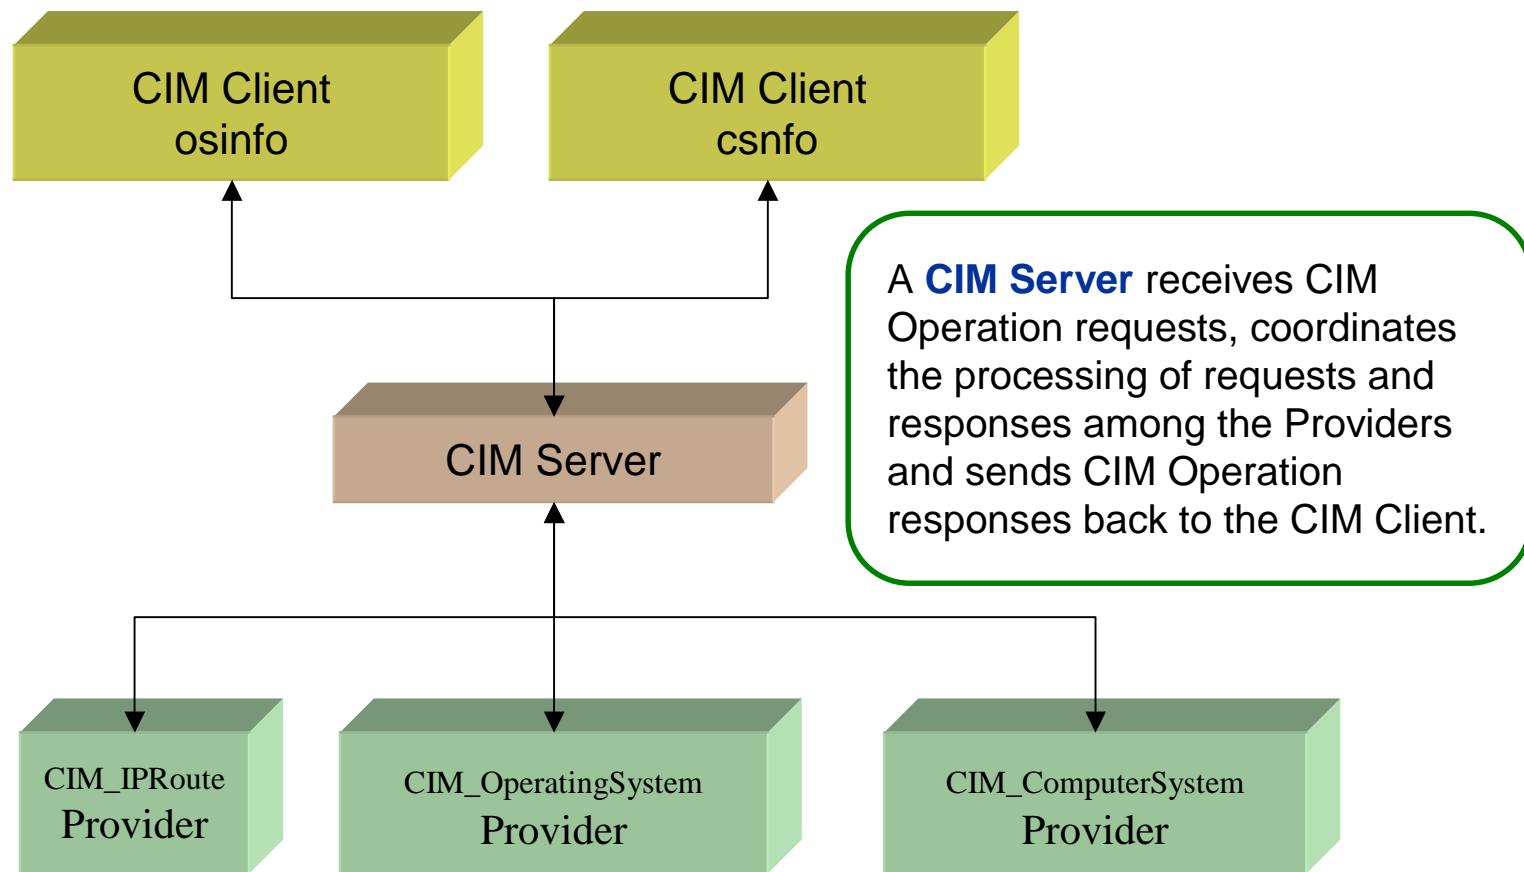 CIM Client
osinfo
CIM Client
csnfo
A CIM Server receives CIM
Operation requests, coordinates
the processing of requests and
responses among the Providers
and sends CIM Operation
responses back to the CIM Client.
CIM Server
CIM_IPRoute
Provider
CIM_OperatingSystem
Provider
CIM_ComputerSystem
Provider